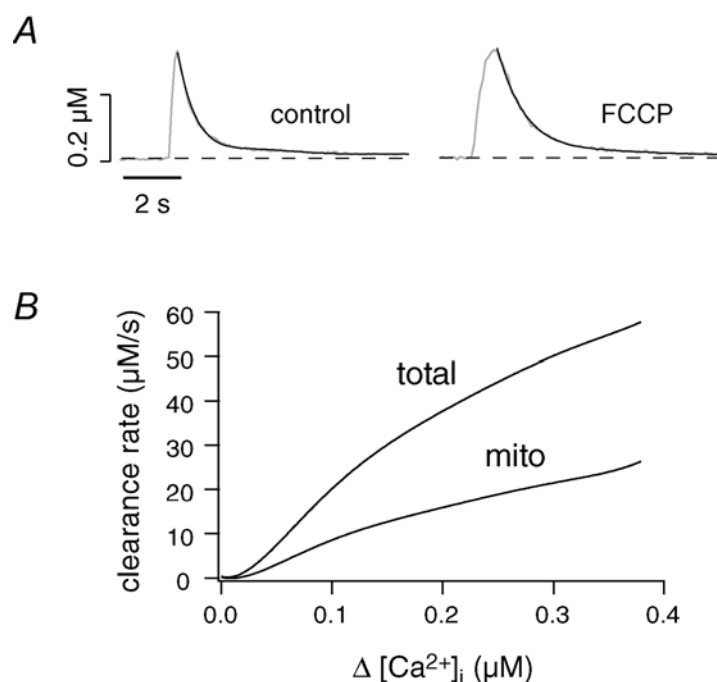 A
0.2 µM
control
FCCP
2 s
B
clearance rate (µM/s)
60
50
40
30
20
10
0
total
mito
0.0
0.1
0.2
0.3
0.4
Δ [Ca²⁺]ᵢ (µM)